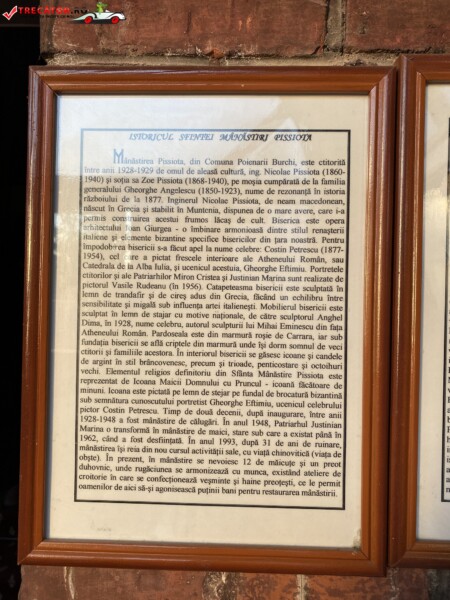 TRECATOR.RU
ISTORICUL SFINTEI MĂNĂSTIRI PISSIOTA
Mănăstirea Pissiota, din Comuna Poienarii Burchi, este ctitorită
între anii 1928-1929 de omul de aleasă cultură, ing. Nicolae Pissiota (1860-
1940) și soția sa Zoe Pissiota (1868-1940), pe moșia cumpărată de la familia
generalului Gheorghe Angelescu (1850-1923), nume de rezonanță în istoria
războiului de la 1877. Inginerul Nicolae Pissiota, de neam macedonean,
născut în Grecia și stabilit în Muntenia, dispunea de o mare avere, care i-a
permis construirea acestui frumos lăcaș de cult. Biserica este opera
arhitectului Ioan Giurgea - o îmbinare armonioasă dintre stilul renașterii
italiene și elemente bizantine specifice bisericilor din țara noastră. Pentru
împodobirea bisericii s-a făcut apel la nume celebre: Costin Petrescu (1877-
1954), cel care a pictat frescele interioare ale Atheneului Român, sau
Catedrala de la Alba Iulia, și ucenicul acestuia, Gheorghe Eftimiu. Portretele
ctitorilor și ale Patriarhilor Miron Cristea și Justinian Marina sunt realizate de
pictorul Vasile Rudeanu (în 1956). Catapeteasma bisericii este sculptată în
lemn de trandafir și de cireș adus din Grecia, făcând un echilibru între
sensibilitate și migală sub influența artei italienești. Mobilierul bisericii este
sculptat în lemn de stejar cu motive naționale, de către sculptorul Anghel
Dima, în 1928, nume celebru, autorul sculpturii lui Mihai Eminescu din fața
Atheneului Român. Pardoseala este din marmură roșie de Carrara, iar sub
fundația bisericii se află criptele din marmură unde își dorm somnul de veci
ctitorii și familiile acestora. În interiorul bisericii se găsesc icoane și candele
de argint în stil brâncovenesc, precum și trioade, penticostare și octoihuri
vechi. Elementul religios definitoriu din Sfânta Mănăstire Pissiota este
reprezentat de Icoana Maicii Domnului cu Pruncul - icoană făcătoare de
minuni. Icoana este pictată pe lemn de stejar pe fundal de brocartură bizantină
sub semnătura cunoscutului portretist Gheorghe Eftimiu, ucenicul celebrului
pictor Costin Petrescu. Timp de două decenii, după inaugurare, între anii
1928-1948 a fost mănăstire de călugări. În anul 1948, Patriarhul Justinian
Marina o transformă în mănăstire de maici, stare sub care a existat până în
1962, când a fost desființată. În anul 1993, după 31 de ani de ruinare,
mănăstirea își reia din nou cursul activității sale, cu viață chinovitică (viața de
obște). În prezent, în mănăstire se nevoiesc 12 de măicuțe și un preot
duhovnic, unde rugăciunea se armonizează cu munca, existând ateliere de
croitorie în care se confecționează veșminte și haine preoțești, ce le permit
oamenilor de aici să-și agonisească puținii bani pentru restaurarea mănăstirii.